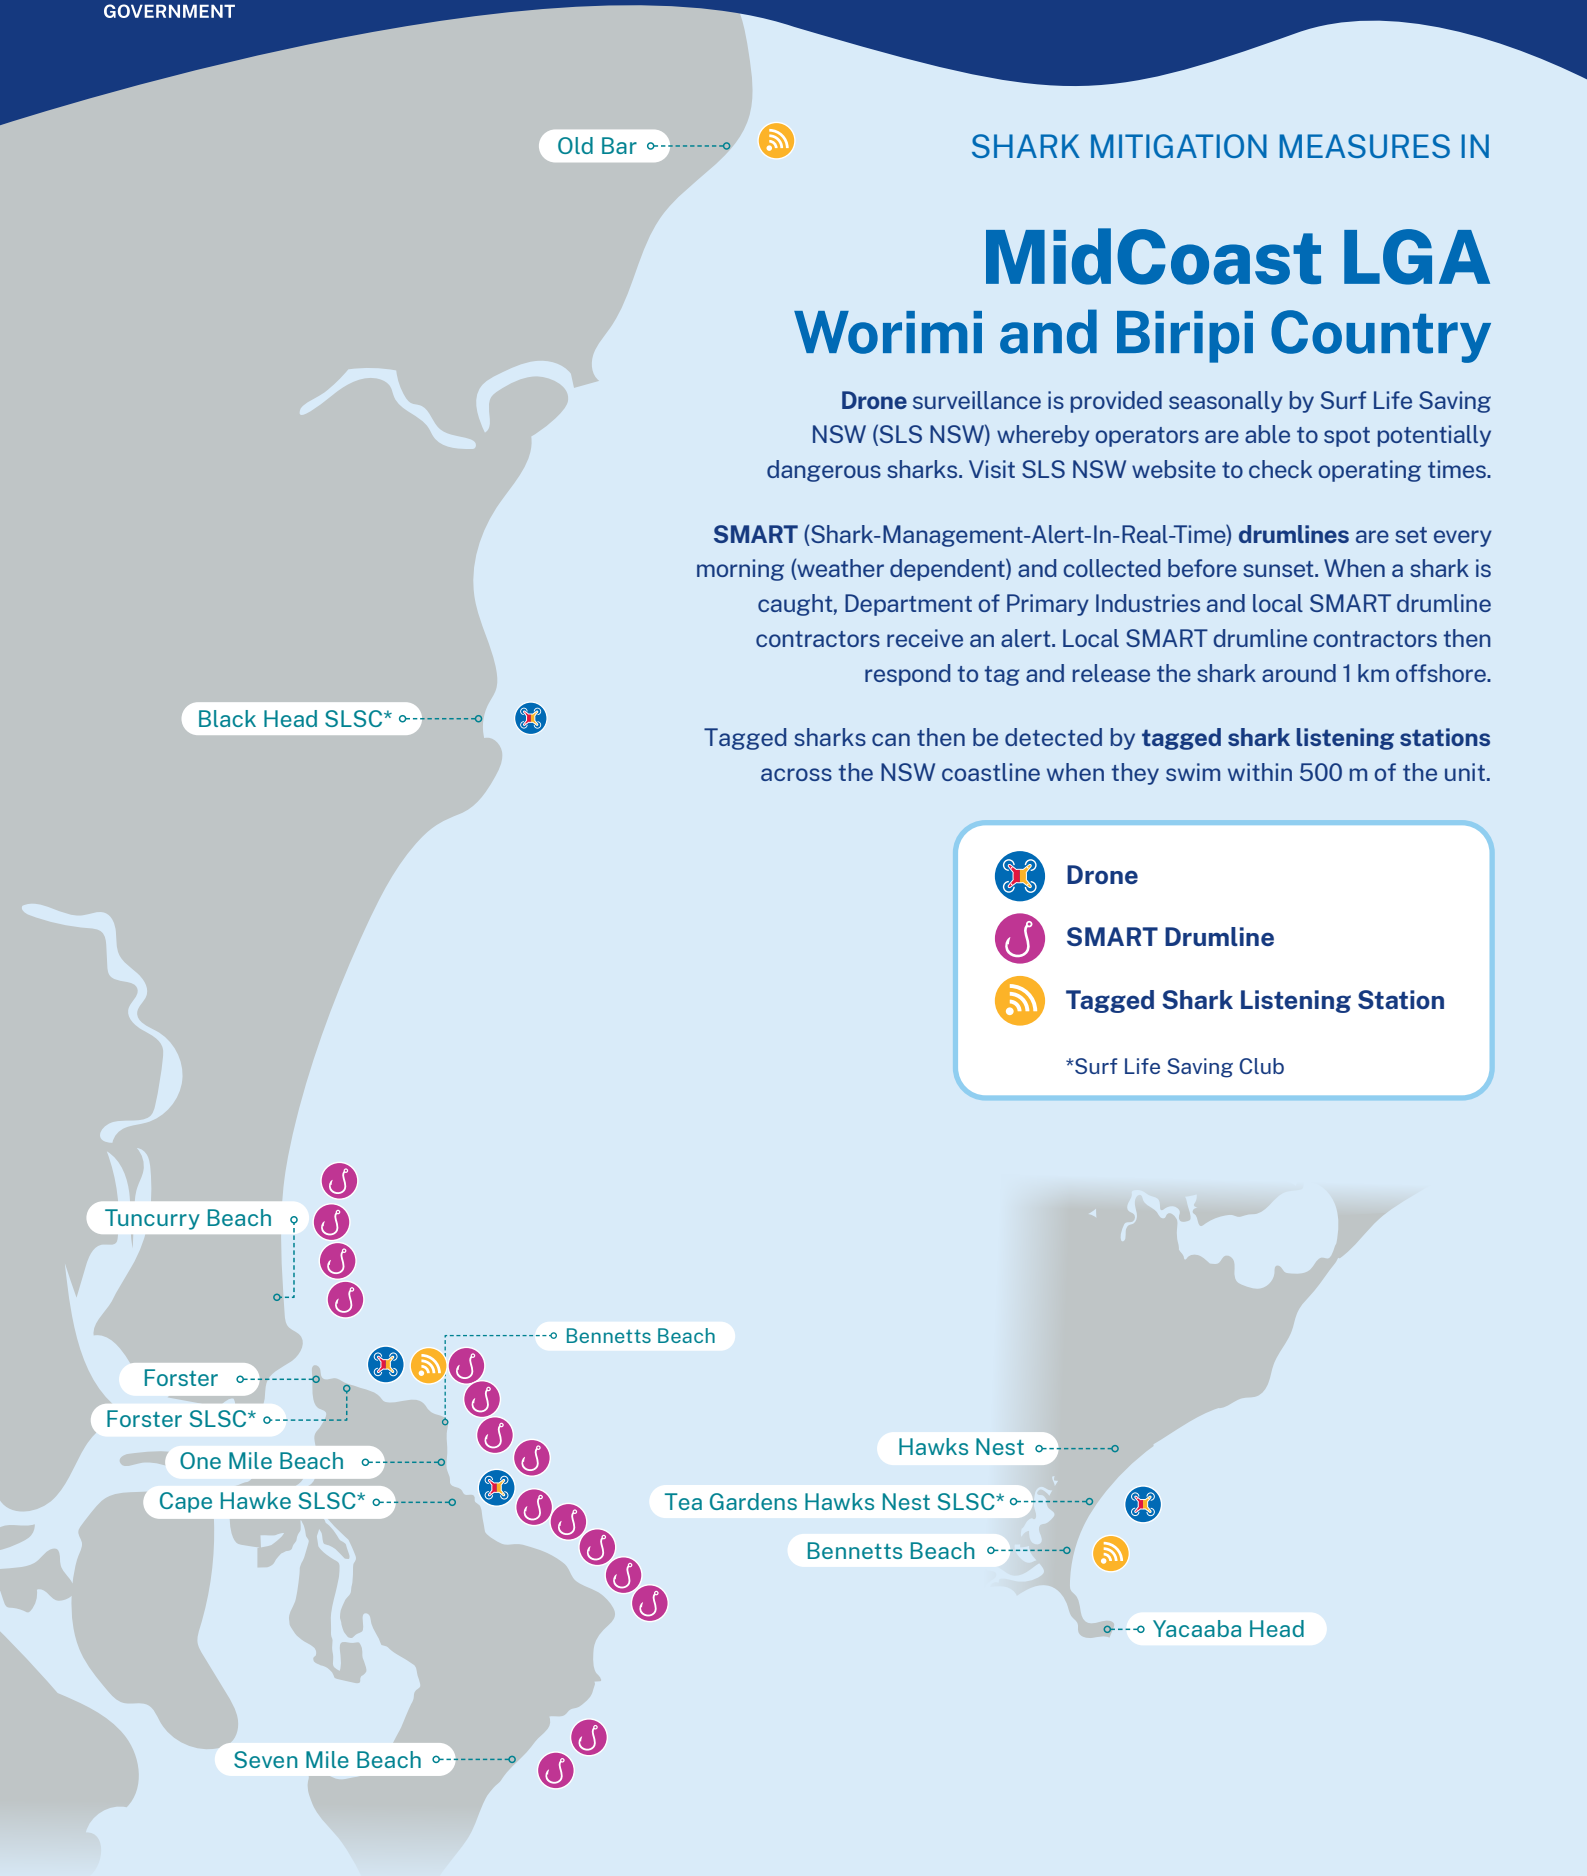 GOVERNMENT
Old Bar
SHARK MITIGATION MEASURES IN
MidCoast LGA
Worimi and Biripi Country
Drone surveillance is provided seasonally by Surf Life Saving
NSW (SLS NSW) whereby operators are able to spot potentially
dangerous sharks. Visit SLS NSW website to check operating times.
SMART (Shark-Management-Alert-In-Real-Time) drumlines are set every
morning (weather dependent) and collected before sunset. When a shark is
caught, Department of Primary Industries and local SMART drumline
contractors receive an alert. Local SMART drumline contractors then
respond to tag and release the shark around 1 km offshore.
Black Head SLSC*
Tagged sharks can then be detected by tagged shark listening stations
across the NSW coastline when they swim within 500 m of the unit.
Drone
SMART Drumline
Tagged Shark Listening Station
*Surf Life Saving Club
Tuncurry Beach
Bennetts Beach
Forster
Forster SLSC*
One Mile Beach
Cape Hawke SLSC*
Hawks Nest
Tea Gardens Hawks Nest SLSC*
Bennetts Beach
Yacaaba Head
Seven Mile Beach